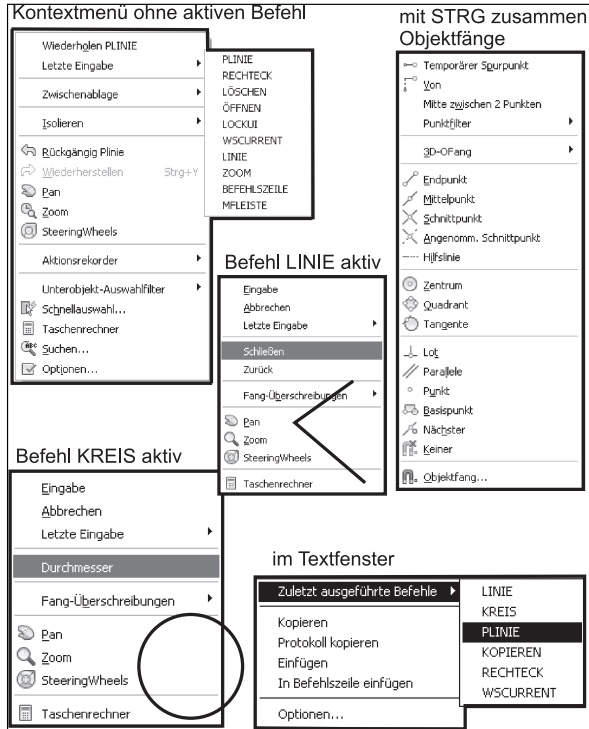 Kontextmenü ohne aktiven Befehl
Wiederholen PLINIE
Letzte Eingabe
Zwischenablage
Isolieren
Rückgängig Plinie
Wiederherstellen Strg+Y
Pan
Zoom
SteeringWheels
Aktionsrekorder
Unterobjekt-Auswahlfilter
Schnellauswahl...
Taschenrechner
Suchen...
Optionen...
PLINIE
RECHTECK
LÖSCHEN
ÖFFNEN
LOCKUI
WSCURRENT
LINIE
ZOOM
BEFEHLSZEILE
MFLEISTE
mit STRG zusammen
Objektfänge
Temporärer Spurpunkt
Von
Mitte zwischen 2 Punkten
Punktfilter
3D-OFang
Endpunkt
Mittelpunkt
Schnittpunkt
Angenomm. Schnittpunkt
Hilfslinie
Zentrum
Quadrant
Tangente
Lot
Parallele
Punkt
Basispunkt
Nächster
Keiner
Objektfang...
Befehl LINIE aktiv
Eingabe
Abbrechen
Letzte Eingabe
Schließen
Zurück
Fang-Überschreibungen
Pan
Zoom
SteeringWheels
Taschenrechner
Befehl KREIS aktiv
Eingabe
Abbrechen
Letzte Eingabe
Durchmesser
Fang-Überschreibungen
Pan
Zoom
SteeringWheels
Taschenrechner
im Textfenster
Zuletzt ausgeführte Befehle
Kopieren
Protokoll kopieren
Einfügen
In Befehlszeile einfügen
Optionen...
LINIE
KREIS
PLINIE
KOPIEREN
RECHTECK
WSCURRENT